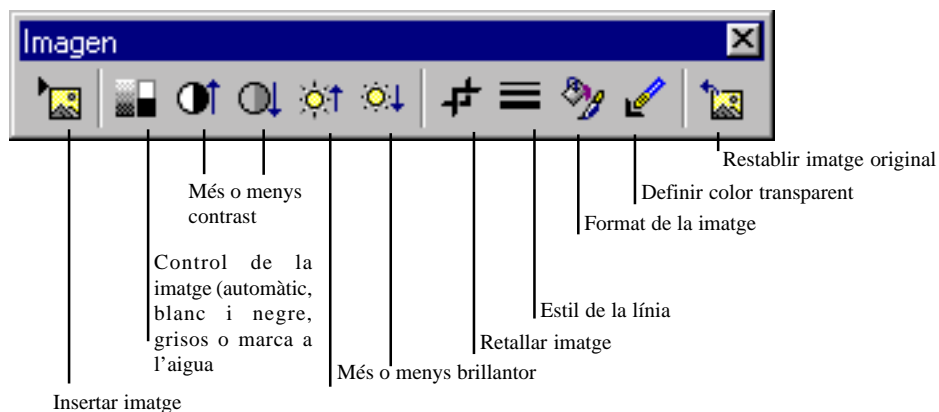 Imagen
Restablir imatge original
Més o menys
contrast
Definir color transparent
Format de la imatge
Control de la
imatge (automàtic,
blanc i negre,
grisos o marca a
l’aigua
Estil de la línia
Retallar imatge
Més o menys brillantor
Insertar imatge